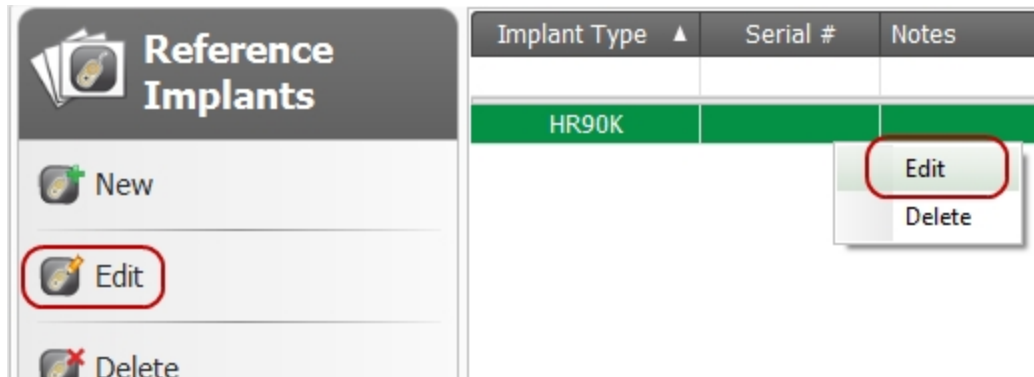 Reference
Implants
New
Edit
Delete
Implant Type ▲ Serial # Notes
HR90K
Edit
Delete